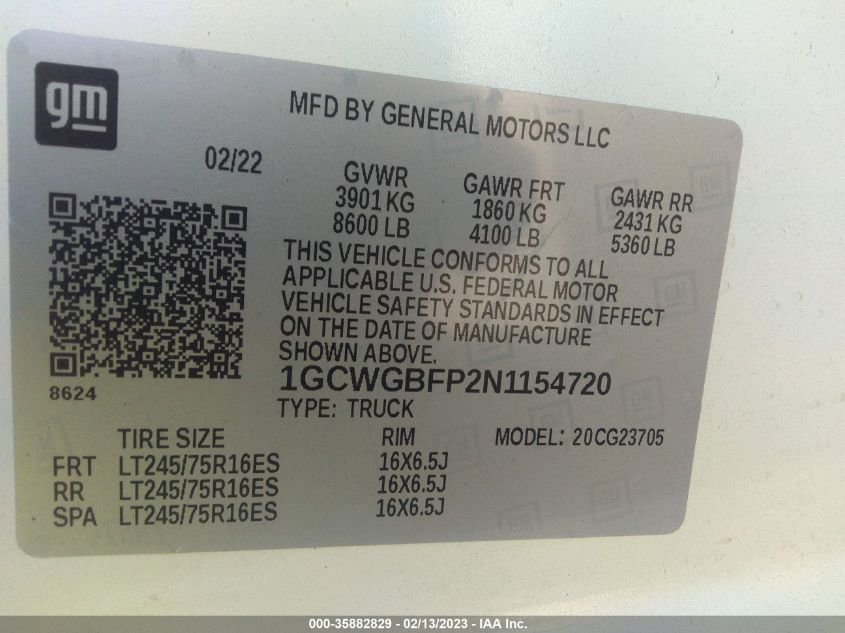 gm
MFD BY GENERAL MOTORS LLC
02/22
GVWR
3901 KG
8600 LB
GAWR FRT
1860 KG
4100 LB
GAWR RR
2431 KG
5360 LB
THIS VEHICLE CONFORMS TO ALL
APPLICABLE U.S. FEDERAL MOTOR
VEHICLE SAFETY STANDARDS IN EFFECT
ON THE DATE OF MANUFACTURE
SHOWN ABOVE.
8624
1GCWGBFP2N1154720
TYPE: TRUCK
TIRE SIZE RIM MODEL: 20CG23705
FRT LT245/75R16ES 16X6.5J
RR LT245/75R16ES 16X6.5J
SPA LT245/75R16ES 16X6.5J
000-35882829 - 02/13/2023 - IAA Inc.